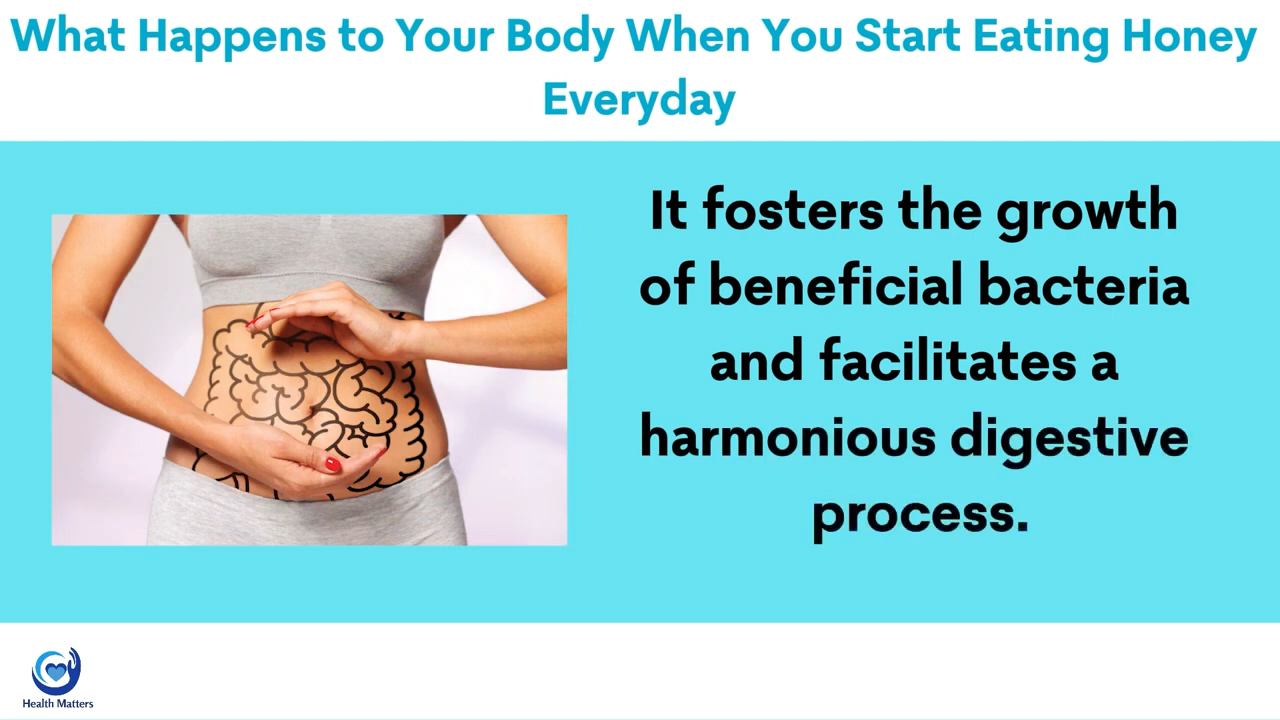 What Happens to Your Body When You Start Eating Honey
Everyday
It fosters the growth
of beneficial bacteria
and facilitates a
harmonious digestive
process.
Health Matters